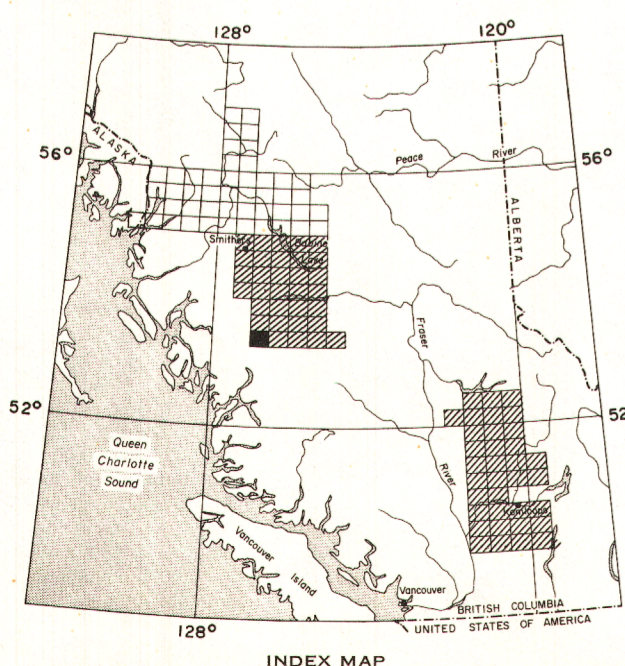 128°
120°
ALASKA
56°
Peace River
56°
ALBERTA
Smithers
Babine
Lake
Fraser
52°
52°
Queen
Charlotte
Sound
River
Kamloops
Vancouver Island
Vancouver
BRITISH COLUMBIA
UNITED STATES OF AMERICA
128°
INDEX MAP